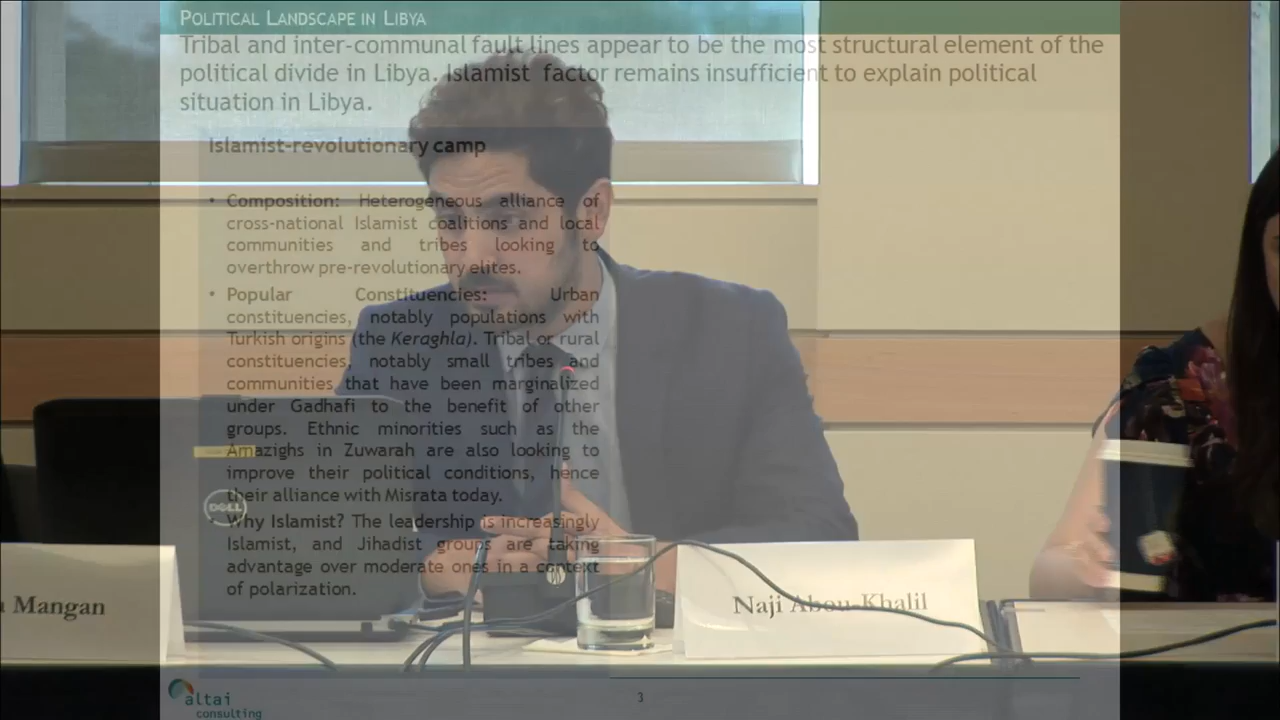 POLITICAL LANDSCAPE IN LIBYA
Tribal and inter-communal fault lines appear to be the most structural element of the
political divide in Libya. Islamist factor remains insufficient to explain political
situation in Libya.
Islamist-revolutionary camp
• Composition: Heterogeneous alliance of
cross-national Islamist coalitions and local
communities and tribes looking to
overthrow pre-revolutionary elites.
• Popular Constituencies: Urban
constituencies, notably populations with
Turkish origins (the Keraghla). Tribal or rural
constituencies, notably small tribes and
communities that have been marginalized
under Gadhafi to the benefit of other
groups. Ethnic minorities such as the
Amazighs in Zuwarah are also looking to
improve their political conditions, hence
their alliance with Misrata today.
• Why Islamist? The leadership is increasingly
Islamist, and Jihadist groups are taking
advantage over moderate ones in a context
of polarization.
DELL
a Mangan
Naji Abou-Khalil
altai
consulting
3